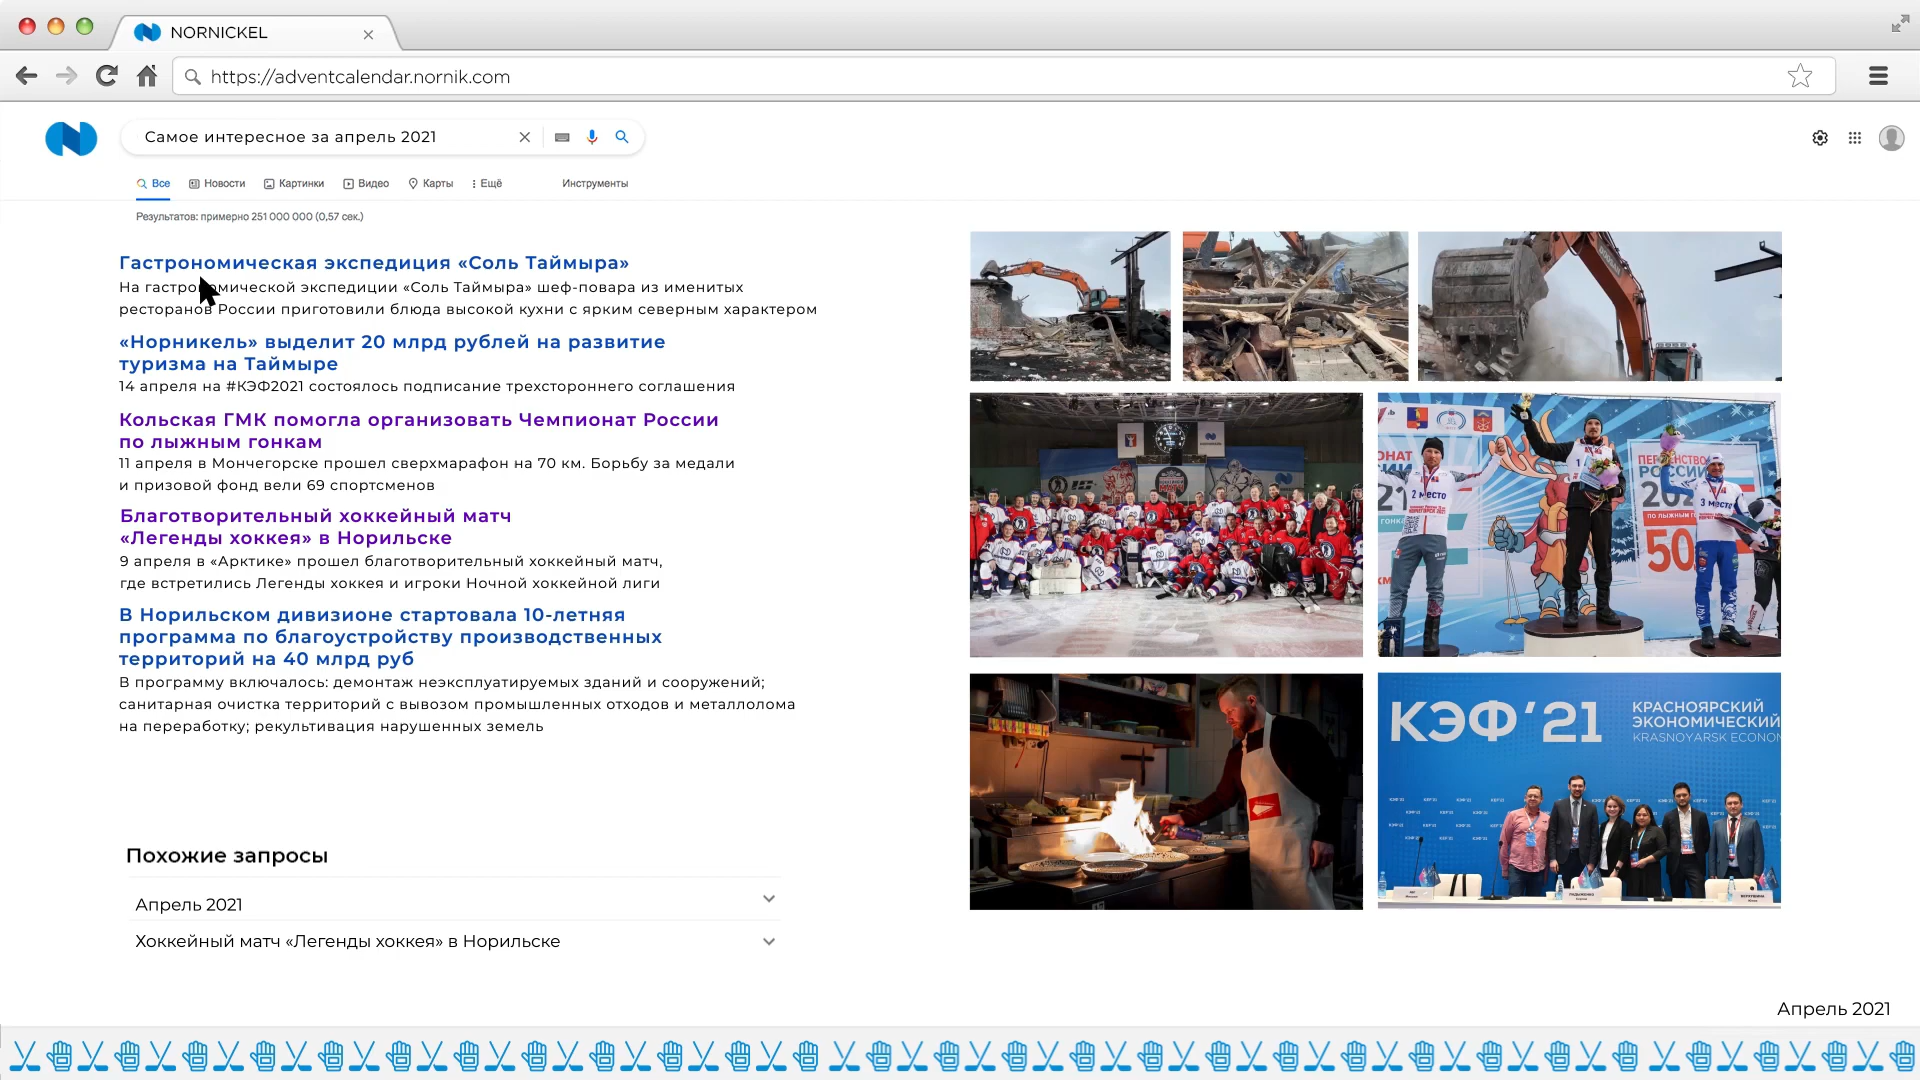 NORNICKEL
https://adventcalendar.nornik.com
Самое интересное за апрель 2021
Все Новости Картинки Видео Карты Ещё Инструменты
Результатов: примерно 251 000 000 (0,57 сек.)
Гастрономическая экспедиция «Соль Таймыра»
На гастрономической экспедиции «Соль Таймыра» шеф-повара из именитых
ресторанов России приготовили блюда высокой кухни с ярким северным характером
«Норникель» выделит 20 млрд рублей на развитие
туризма на Таймыре
14 апреля на #КЭФ2021 состоялось подписание трехстороннего соглашения
Кольская ГМК помогла организовать Чемпионат России
по лыжным гонкам
11 апреля в Мончегорске прошел сверхмарафон на 70 км. Борьбу за медали
и призовой фонд вели 69 спортсменов
Благотворительный хоккейный матч
«Легенды хоккея» в Норильске
9 апреля в «Арктике» прошел благотворительный хоккейный матч,
где встретились Легенды хоккея и игроки Ночной хоккейной лиги
В Норильском дивизионе стартовала 10-летняя
программа по благоустройству производственных
территорий на 40 млрд руб
В программу включалось: демонтаж неэксплуатируемых зданий и сооружений;
санитарная очистка территорий с вывозом промышленных отходов и металлолома
на переработку; рекультивация нарушенных земель
Похожие запросы
Апрель 2021
Хоккейный матч «Легенды хоккея» в Норильске
2 место
1
3 место
РОССИ
50
КЭФ'21
КРАСНОЯРСКИЙ
ЭКОНОМИЧЕСКИЙ
KRASNOYARSK ECONOM
Апрель 2021